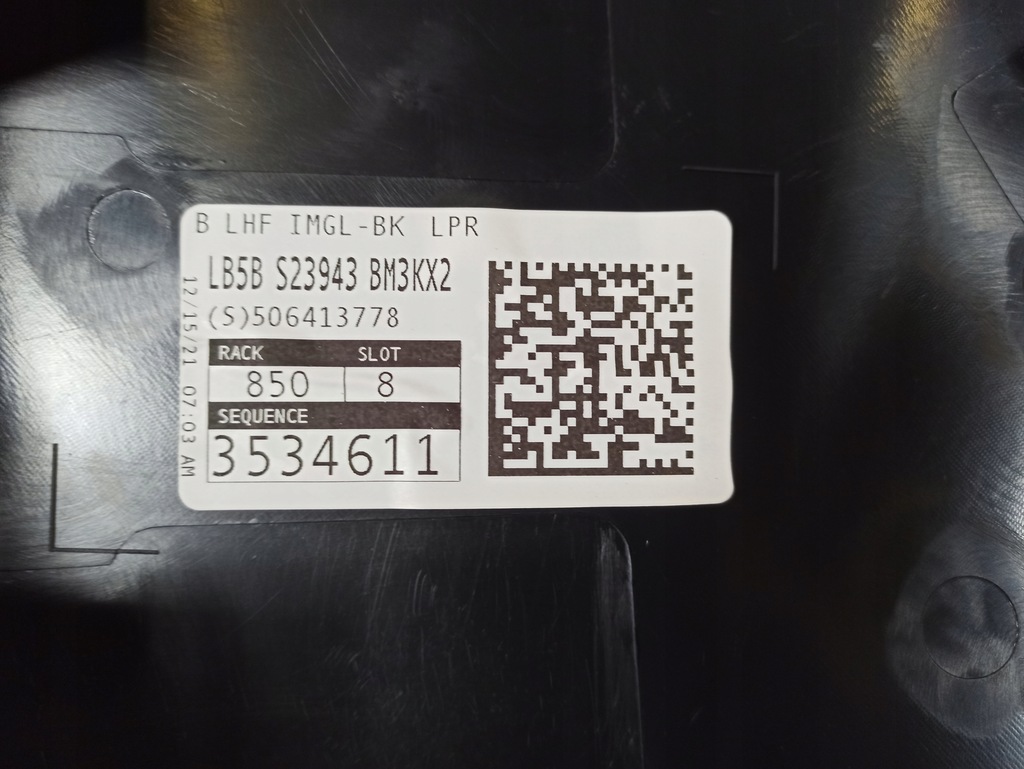 B LHF IMGL-BK LPR
LB5B S23943 BM3KX2
(S)506413778
RACK SLOT
850 8
SEQUENCE
3534611
12/15/21 07:03 AM